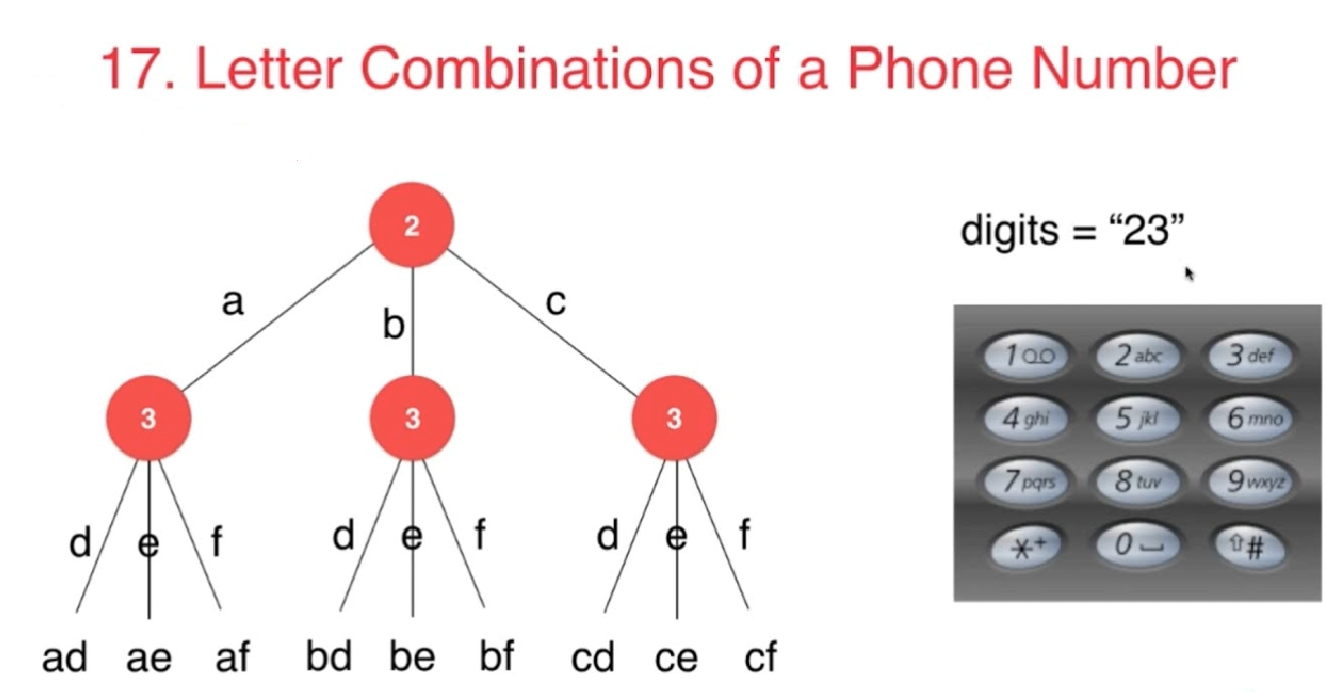 17. Letter Combinations of a Phone Number
2
digits = “23”
a
b
c
1
2 abc
3 def
4 ghi
5 jkl
6 mno
3
3
3
7 pqrs
8 tuv
9 wxyz
d
e
f
d
e
f
d
e
f
*+
0
⇧#
ad ae af bd be bf cd ce cf